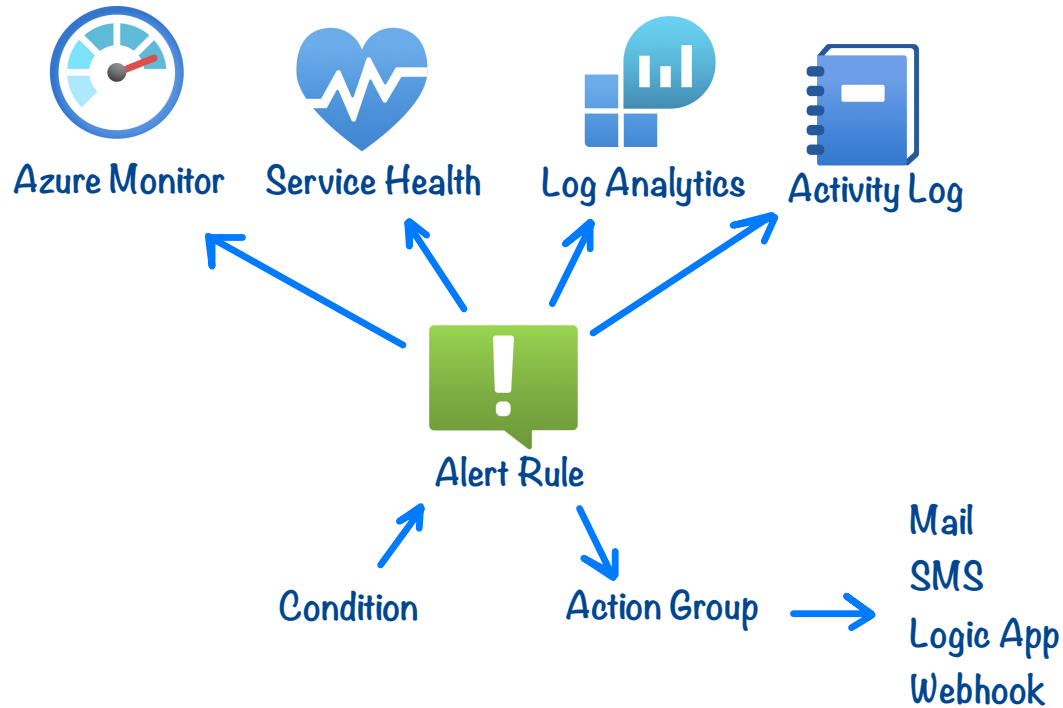 Azure Monitor
Service Health
Log Analytics
Activity Log
Alert Rule
Condition
Action Group
Mail
SMS
Logic App
Webhook